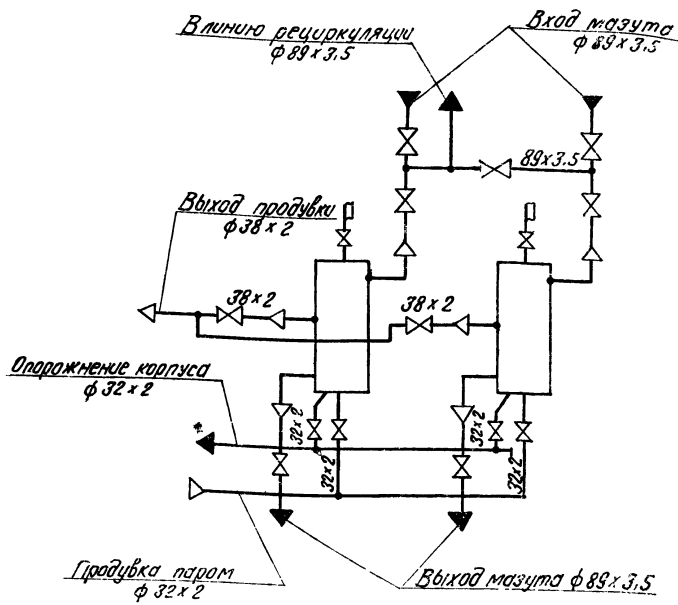 В линию рециркуляции
ф 89 × 3,5
Вход мазута
ф 89 × 3,5
89×3.5
Выход продувки
ф 38 × 2
38×2
38×2
Опоражнение корпуса
ф 32 × 2
32×2
32×2
32×2
32×2
Продувка паром
ф 32×2
Выход мазута ф 89 × 3,5